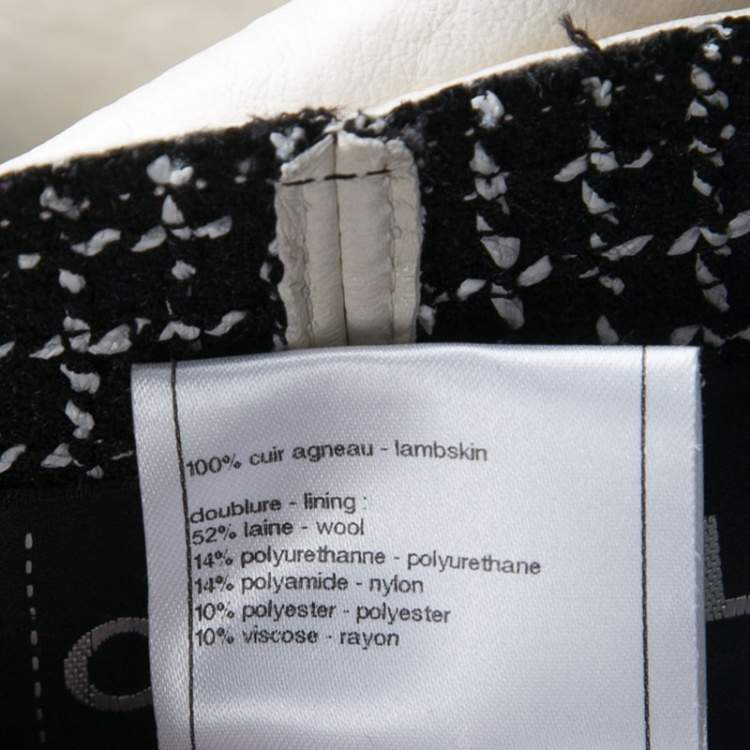 100% cuir agneau - lambskin
doublure - lining :
52% laine - wool
14% polyurethanne - polyurethane
14% polyamide - nylon
10% polyester - polyester
10% viscose - rayon